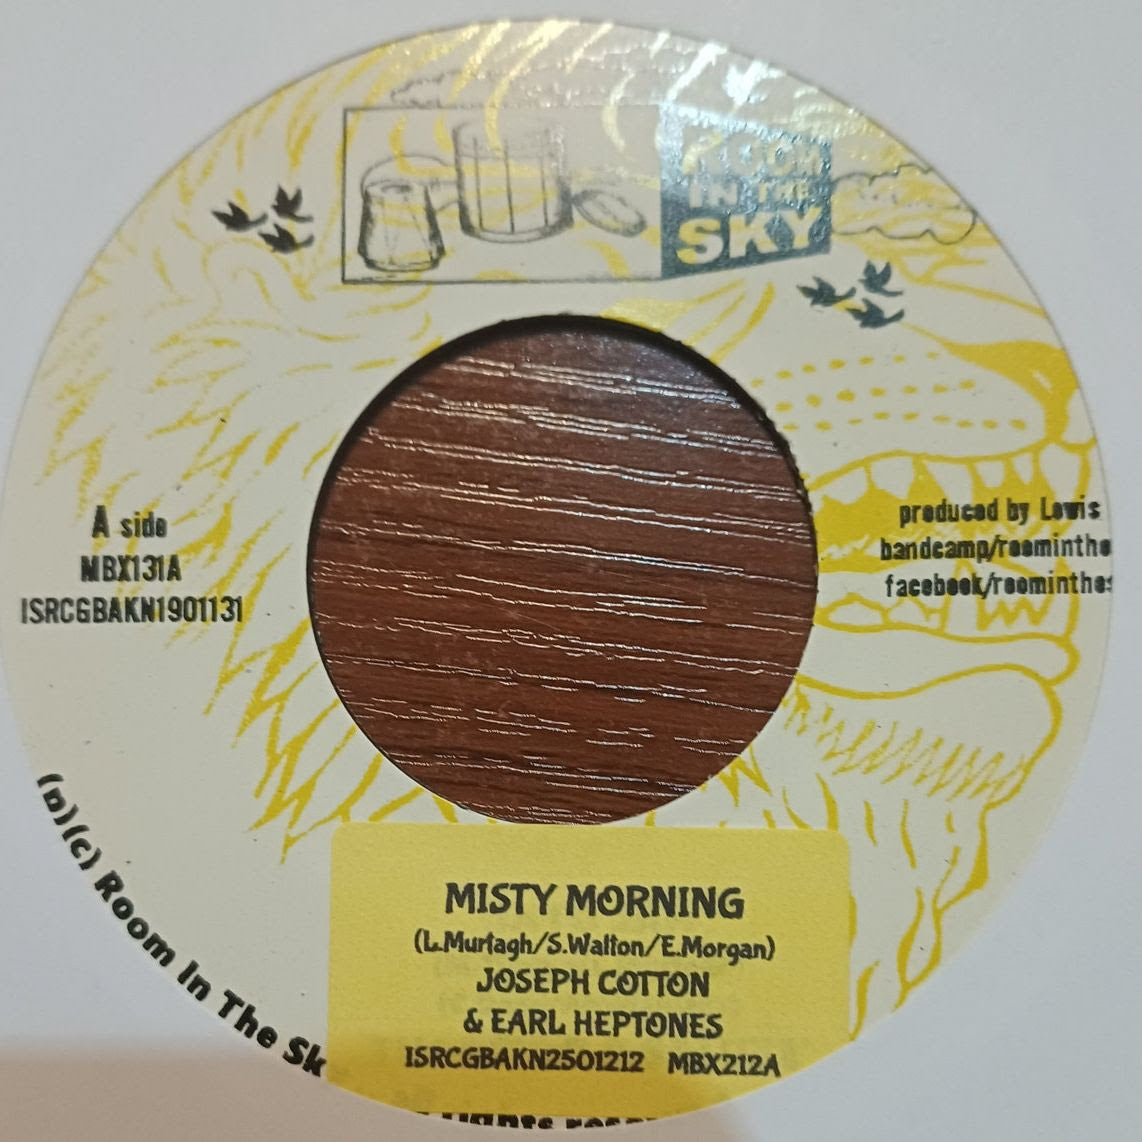 ROOM
IN THE
SKY
A side
MBX131A
ISRCGBAKN1901131
produced by Lewis
bandcamp/roominthe
facebook/roominthes
(p)(c) Room In The Sk
MISTY MORNING
(L.Murtagh/S.Walton/E.Morgan)
JOSEPH COTTON
& EARL HEPTONES
ISRCGBAKN2501212 MBX212A